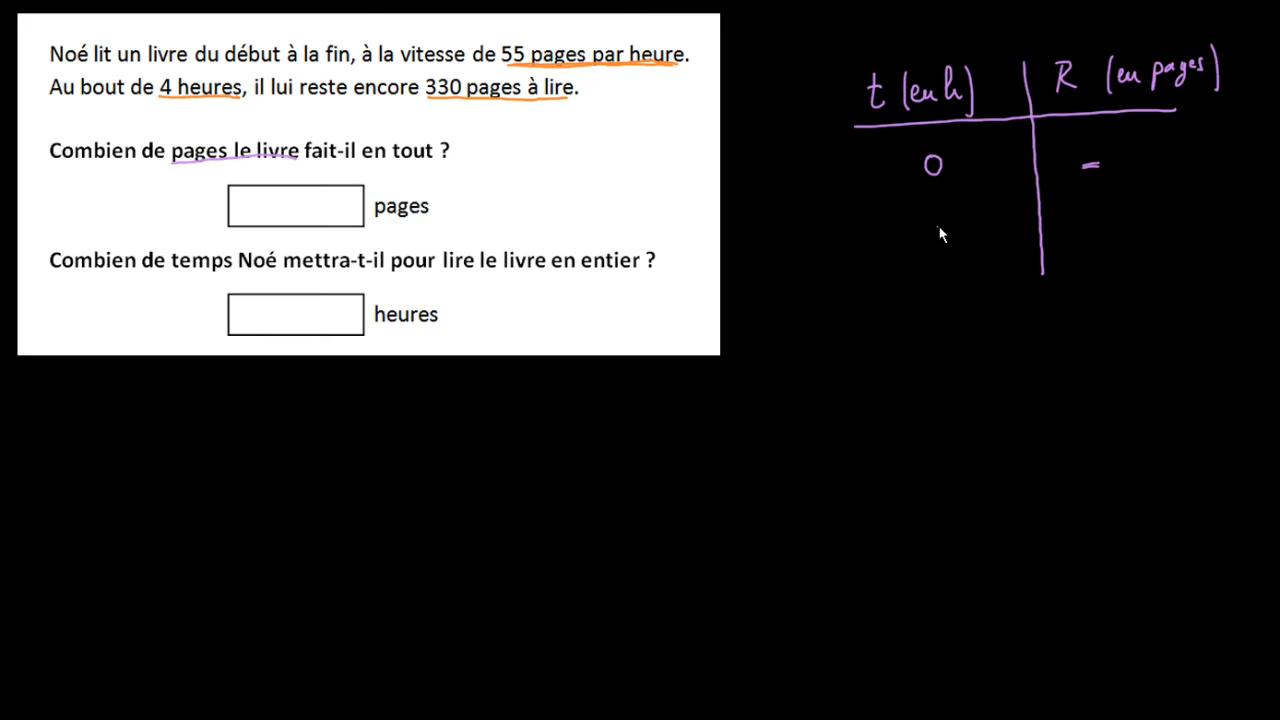 Noé lit un livre du début à la fin, à la vitesse de 55 pages par heure.
Au bout de 4 heures, il lui reste encore 330 pages à lire.
Combien de pages le livre fait-il en tout ?
pages
Combien de temps Noé mettra-t-il pour lire le livre en entier ?
heures
t (en h) R (en pages)
0 =